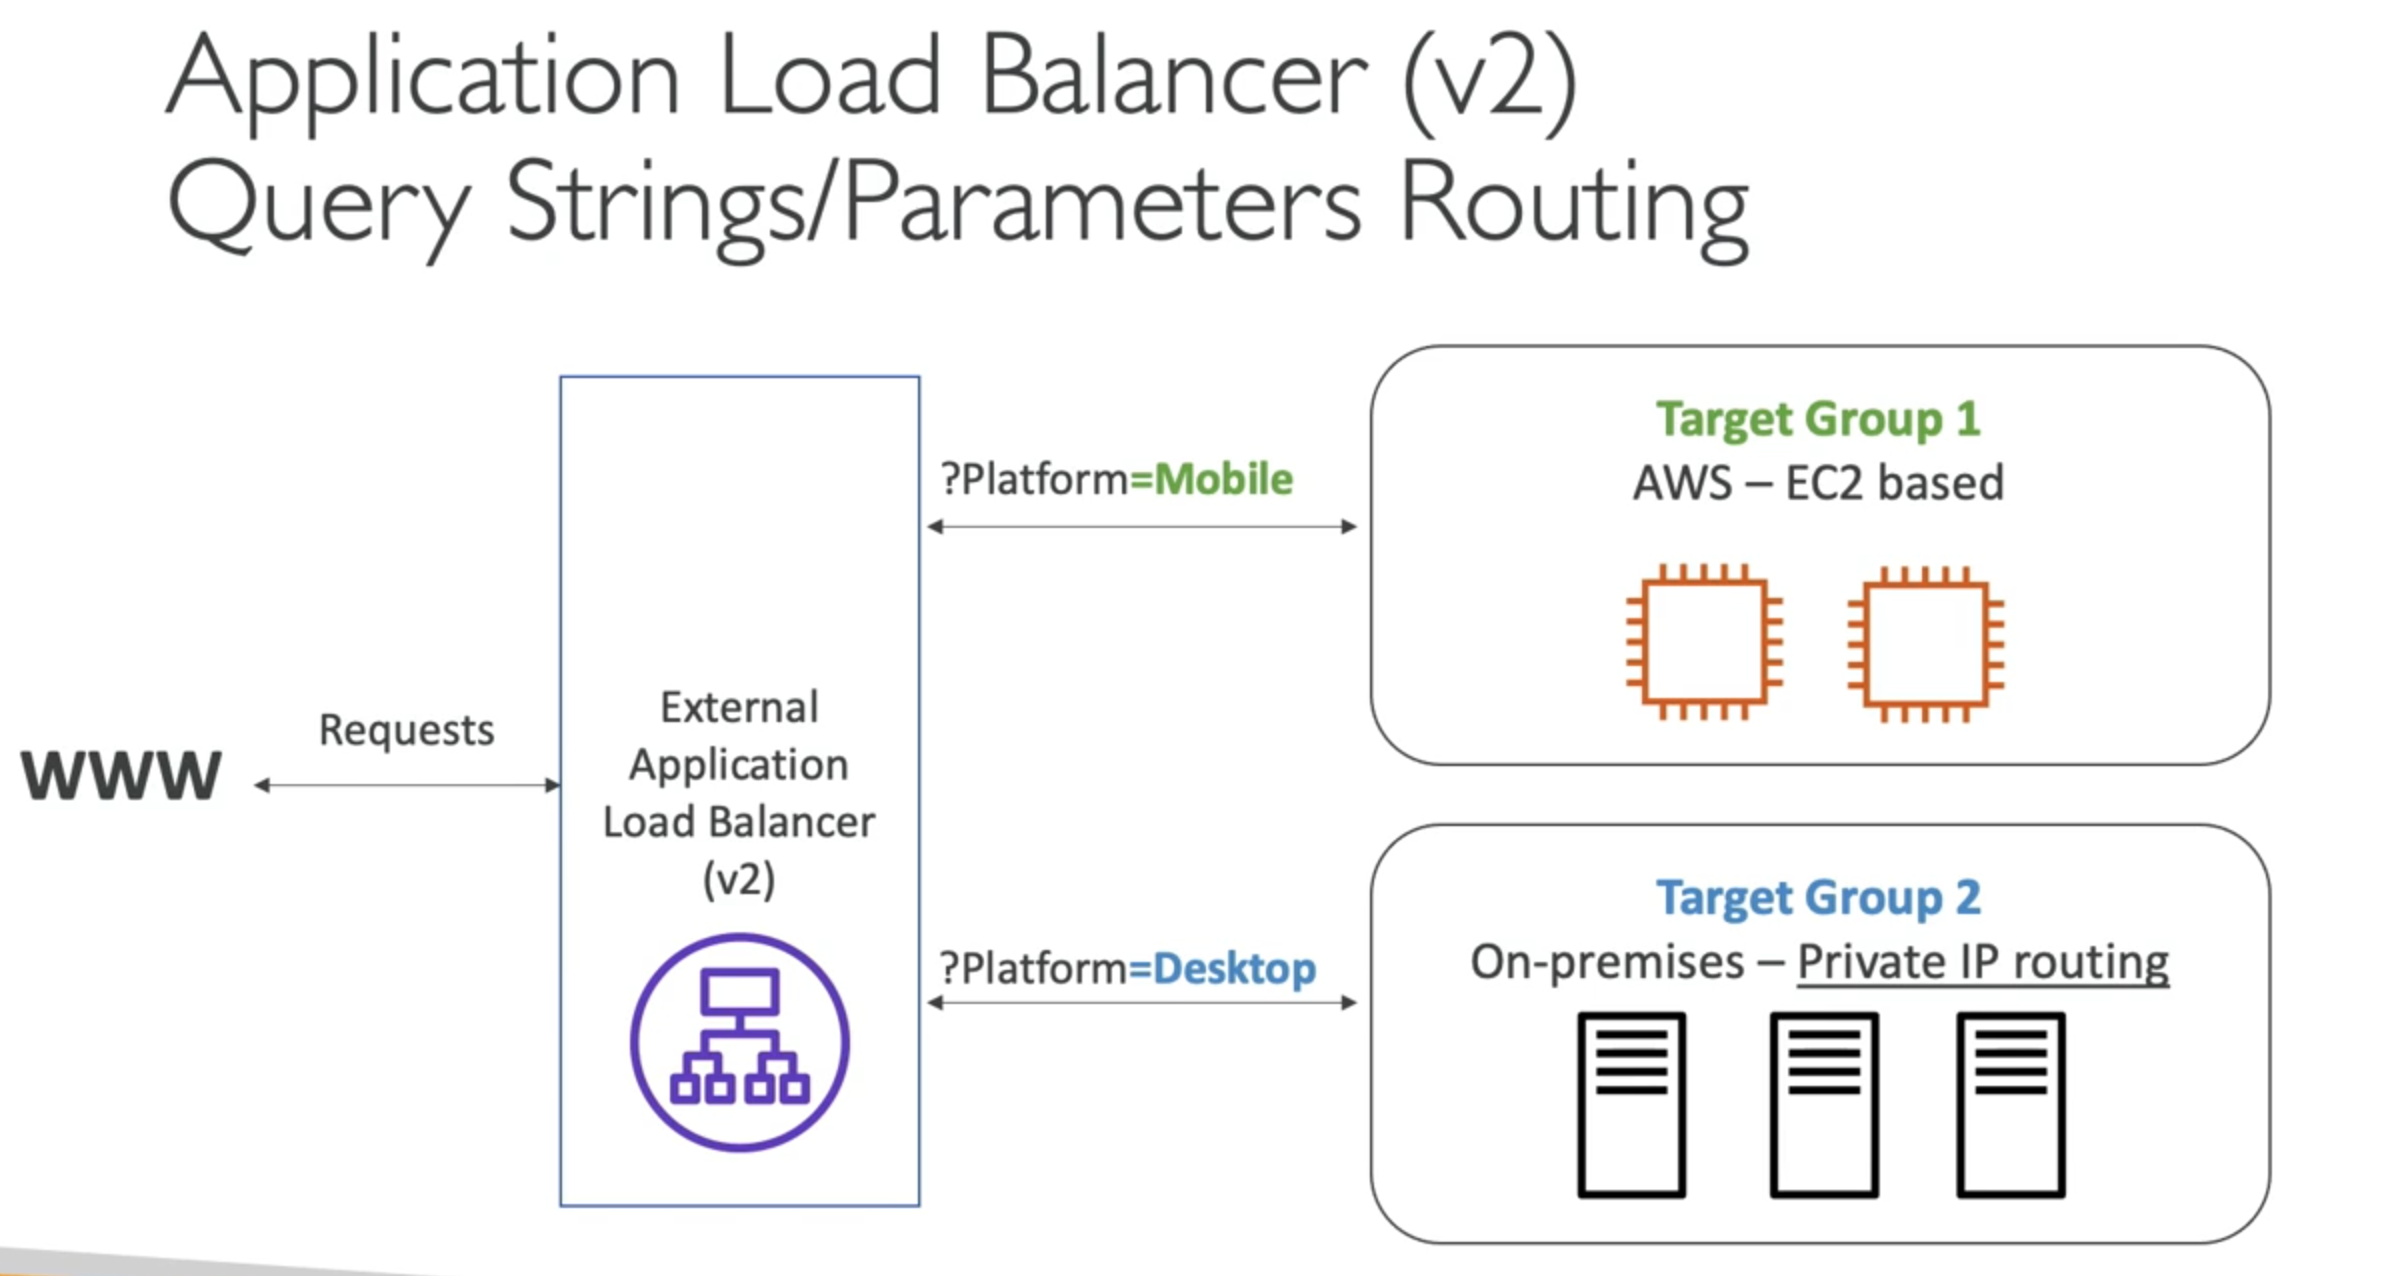 Application Load Balancer (v2)
Query Strings/Parameters Routing
WWW
Requests
External
Application
Load Balancer
(v2)
?Platform=Mobile
?Platform=Desktop
Target Group 1
AWS – EC2 based
Target Group 2
On-premises – Private IP routing